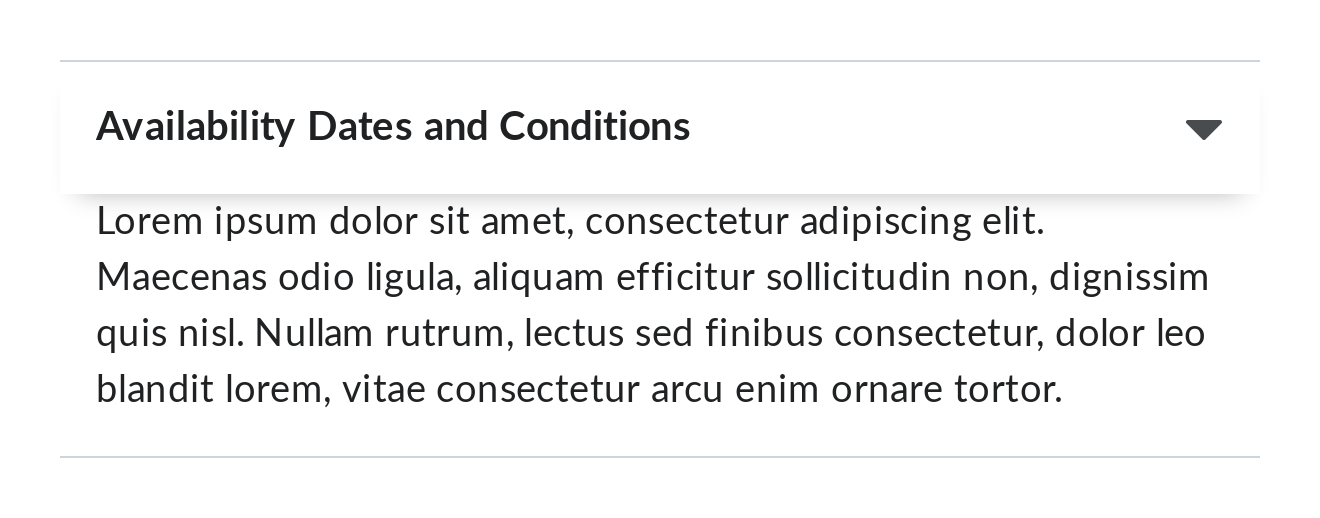 Availability Dates and Conditions
Lorem ipsum dolor sit amet, consectetur adipiscing elit.
Maecenas odio ligula, aliquam efficitur sollicitudin non, dignissim
quis nisl. Nullam rutrum, lectus sed finibus consectetur, dolor leo
blandit lorem, vitae consectetur arcu enim ornare tortor.